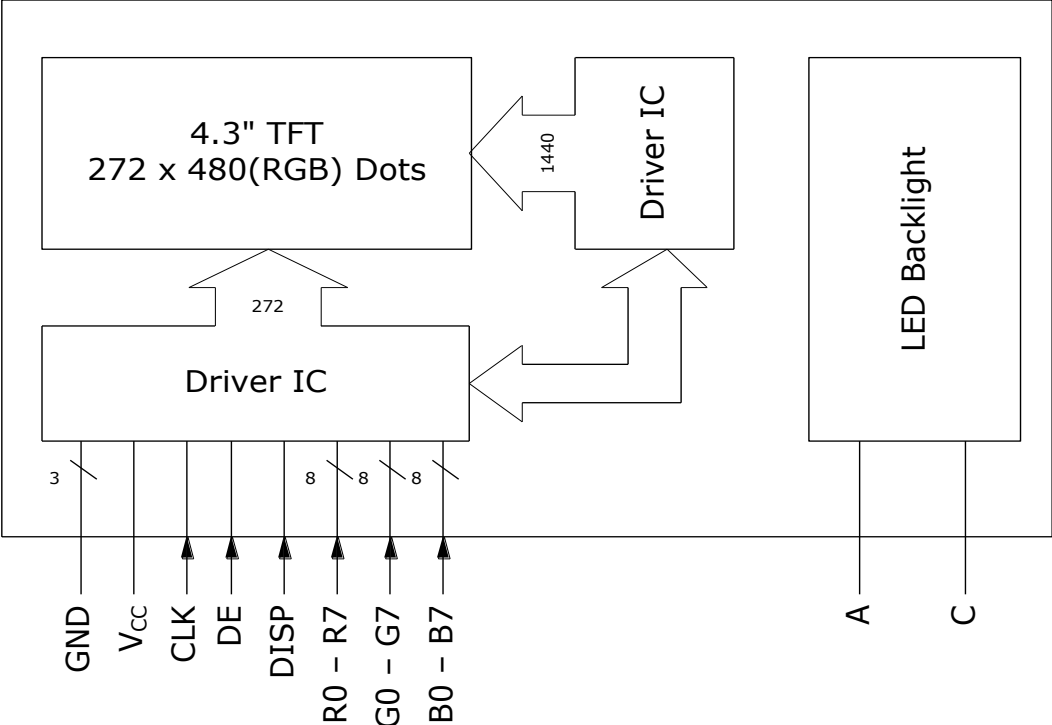 4.3" TFT
272 x 480(RGB) Dots
1440
Driver IC
LED Backlight
272
Driver IC
3
8
8
8
GND
VCC
CLK
DE
DISP
R0 – R7
G0 – G7
B0 – B7
A
C